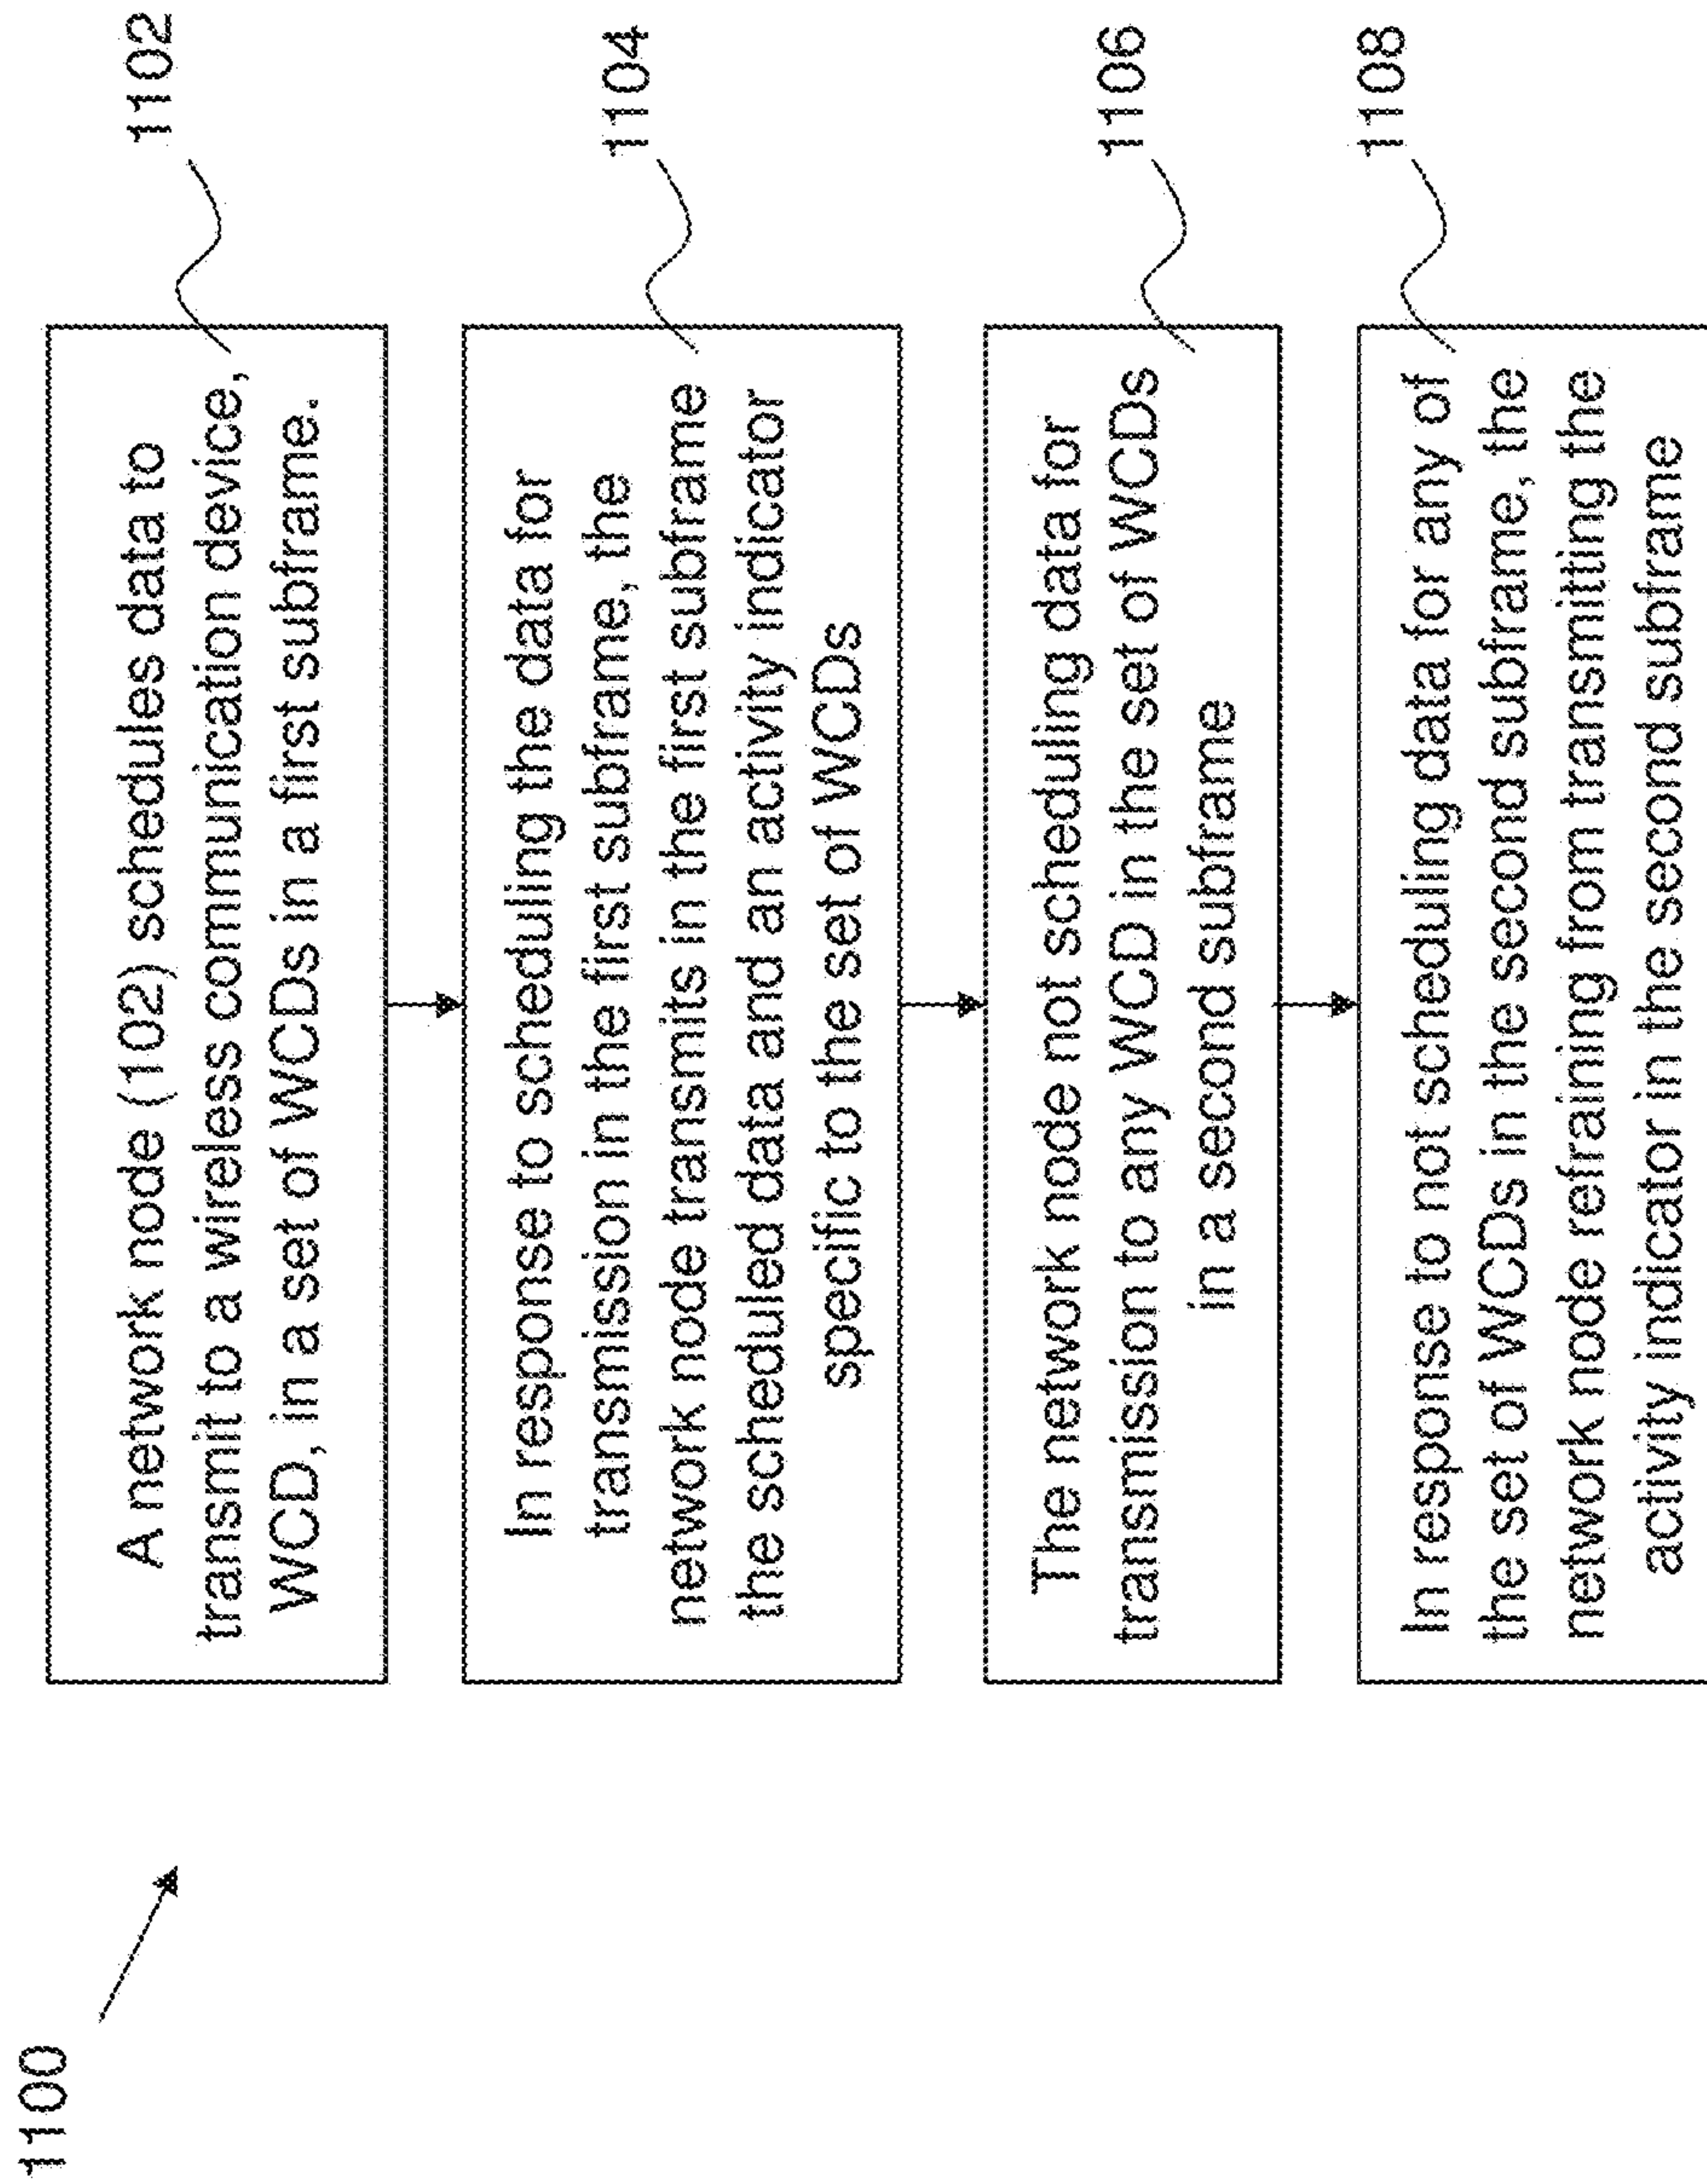 1100
A network node (102) schedules data to
transmit to a wireless communication device,
WCD, in a set of WCDs in a first subframe.
1102
In response to scheduling the data for
transmission in the first subframe, the
network node transmits in the first subframe
the scheduled data and an activity indicator
specific to the set of WCDs
1104
The network node not scheduling data for
transmission to any WCD in the set of WCDs
in a second subframe
1106
In response to not scheduling data for any of
the set of WCDs in the second subframe, the
network node refraining from transmitting the
activity indicator in the second subframe
1108